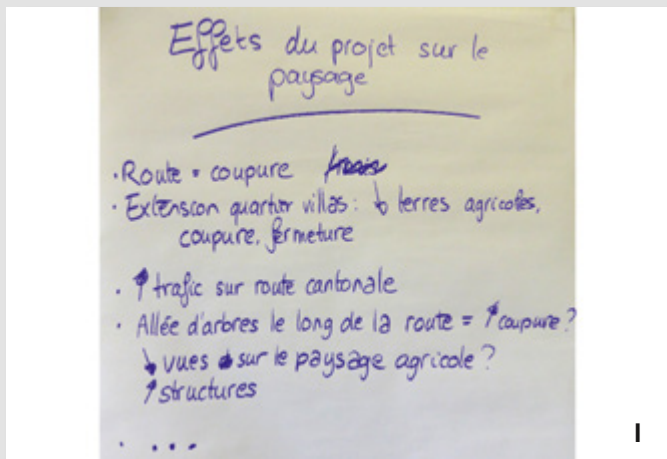 Effets du projet sur le
paysage
· Route = coupure
· Extension quartier villas : ↓ terres agricoles,
coupure, fermeture
· ↑ trafic sur route cantonale
· Allée d'arbres le long de la route = ↑ coupure ?
↓ vues sur le paysage agricole ?
↑ structures
· ...
I